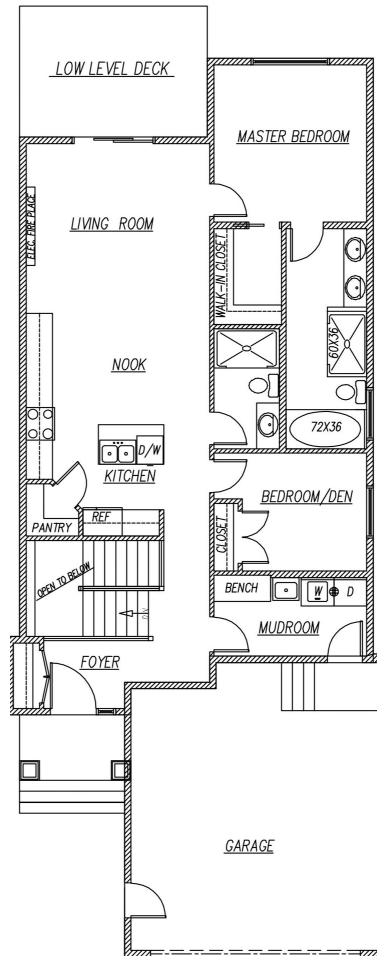 LOW LEVEL DECK
MASTER BEDROOM
ELEC. FIRE PLACE
LIVING ROOM
WALK-IN CLOSET
60X36
NOOK
72X36
D/W
KITCHEN
BEDROOM/DEN
REF
PANTRY
CLOSET
OPEN TO BELOW
BENCH
W
D
DN
MUDROOM
FOYER
GARAGE